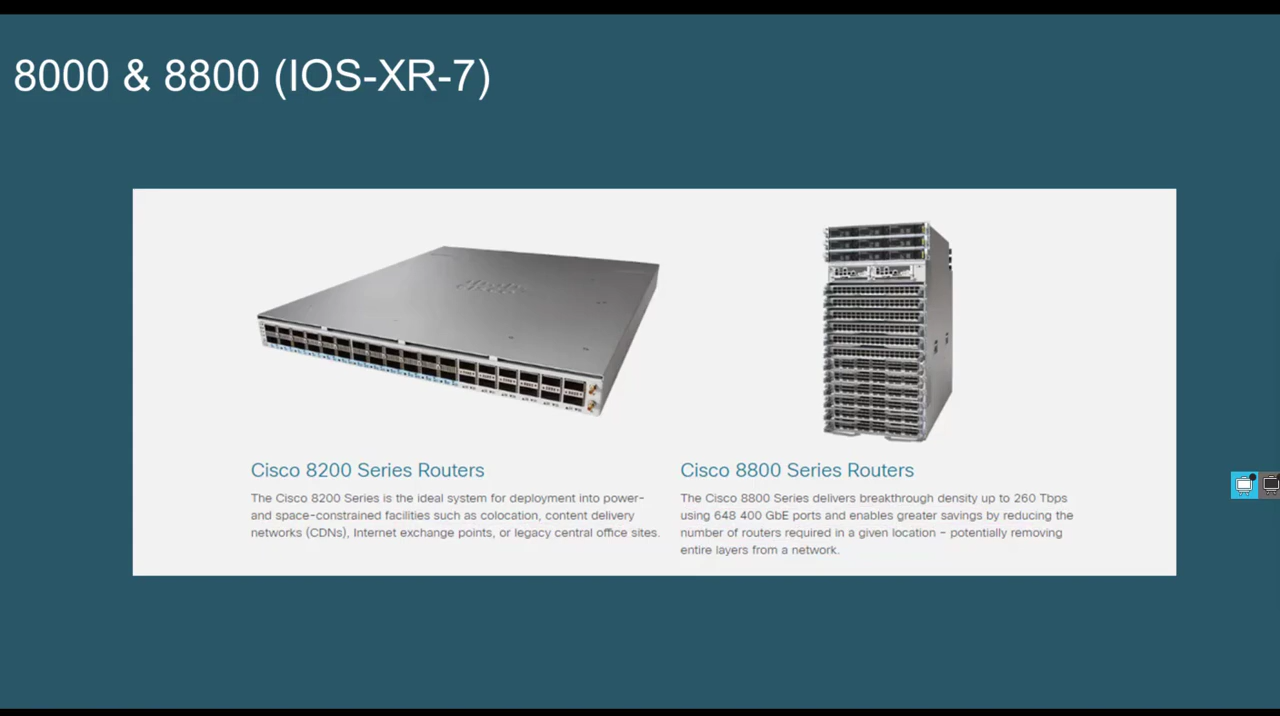 8000 & 8800 (IOS-XR-7)
Cisco 8200 Series Routers
The Cisco 8200 Series is the ideal system for deployment into power-
and space-constrained facilities such as colocation, content delivery
networks (CDNs), Internet exchange points, or legacy central office sites.
Cisco 8800 Series Routers
The Cisco 8800 Series delivers breakthrough density up to 260 Tbps
using 648 400 GbE ports and enables greater savings by reducing the
number of routers required in a given location – potentially removing
entire layers from a network.